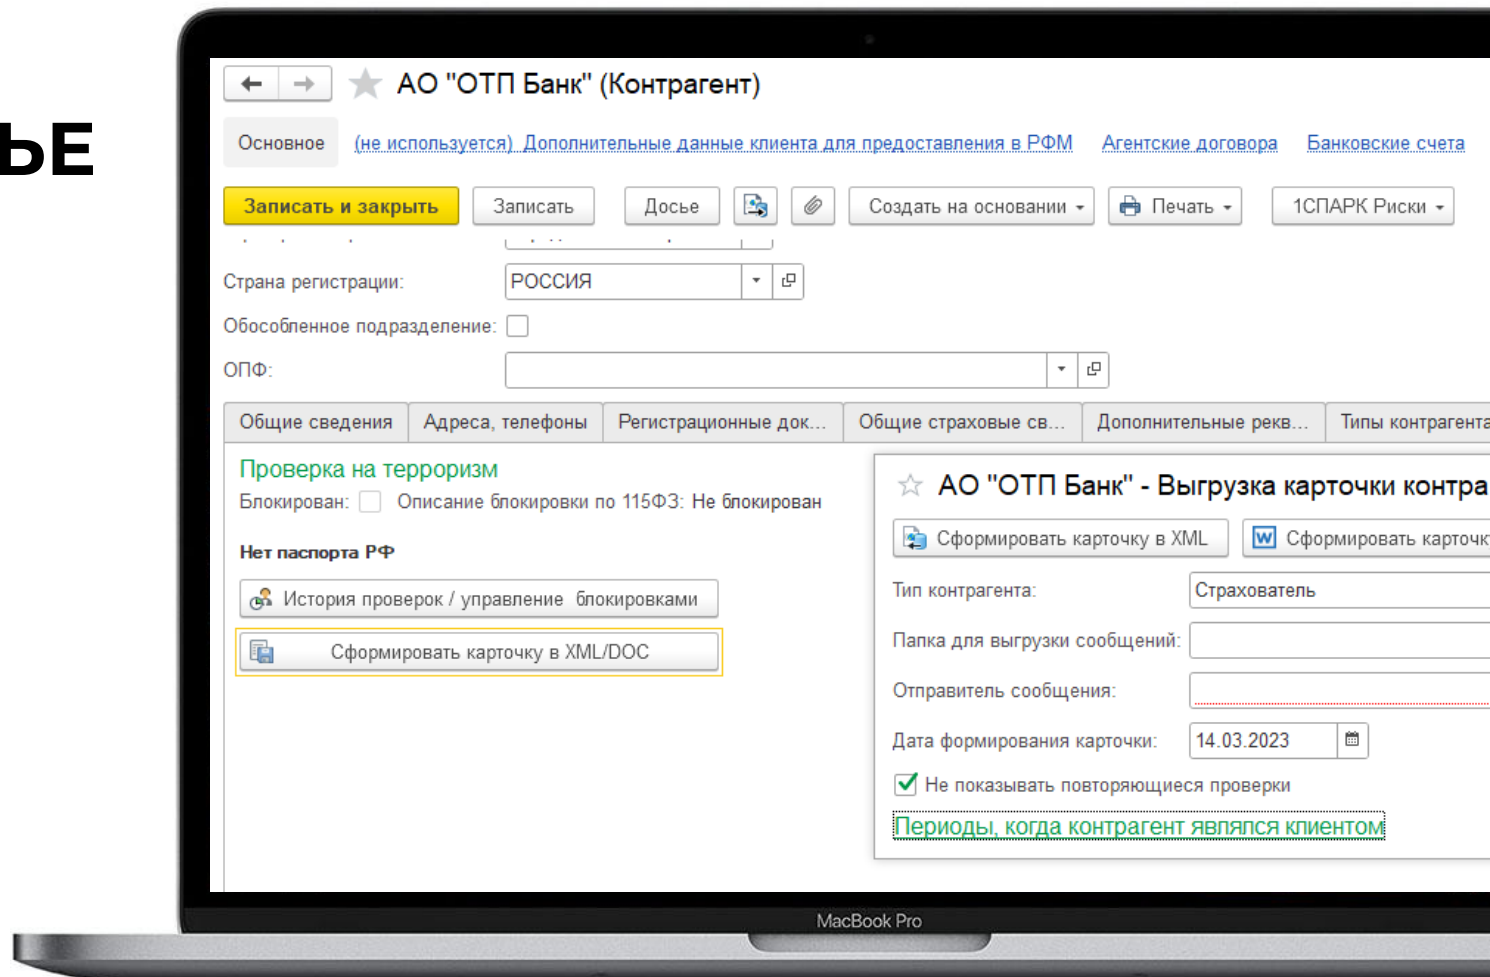 ЬЕ
АО "ОТП Банк" (Контрагент)
Основное (не используется) Дополнительные данные клиента для предоставления в РФМ Агентские договора Банковские счета
Записать и закрыть Записать Досье Создать на основании Печать 1СПАРК Риски
Страна регистрации: РОССИЯ
Обособленное подразделение:
ОПФ:
Общие сведения Адреса, телефоны Регистрационные док... Общие страховые св... Дополнительные рекв... Типы контрагента
Проверка на терроризм
Блокирован: Описание блокировки по 115ФЗ: Не блокирован
Нет паспорта РФ
История проверок / управление блокировками
Сформировать карточку в XML/DOC
АО "ОТП Банк" - Выгрузка карточки контра
Сформировать карточку в XML Сформировать карточк
Тип контрагента: Страхователь
Папка для выгрузки сообщений:
Отправитель сообщения:
Дата формирования карточки: 14.03.2023
Не показывать повторяющиеся проверки
Периоды, когда контрагент являлся клиентом
MacBook Pro